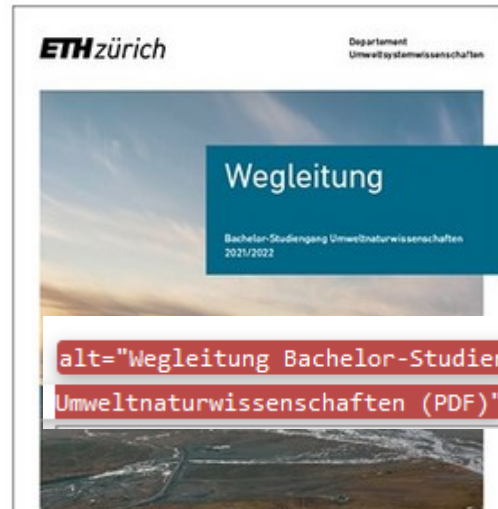 ETH zürich
Departement
Umweltsystemwissenschaften
Wegleitung
Bachelor-Studiengang Umweltnaturwissenschaften
2021/2022
alt="Wegleitung Bachelor-Studien
Umweltnaturwissenschaften (PDF)"